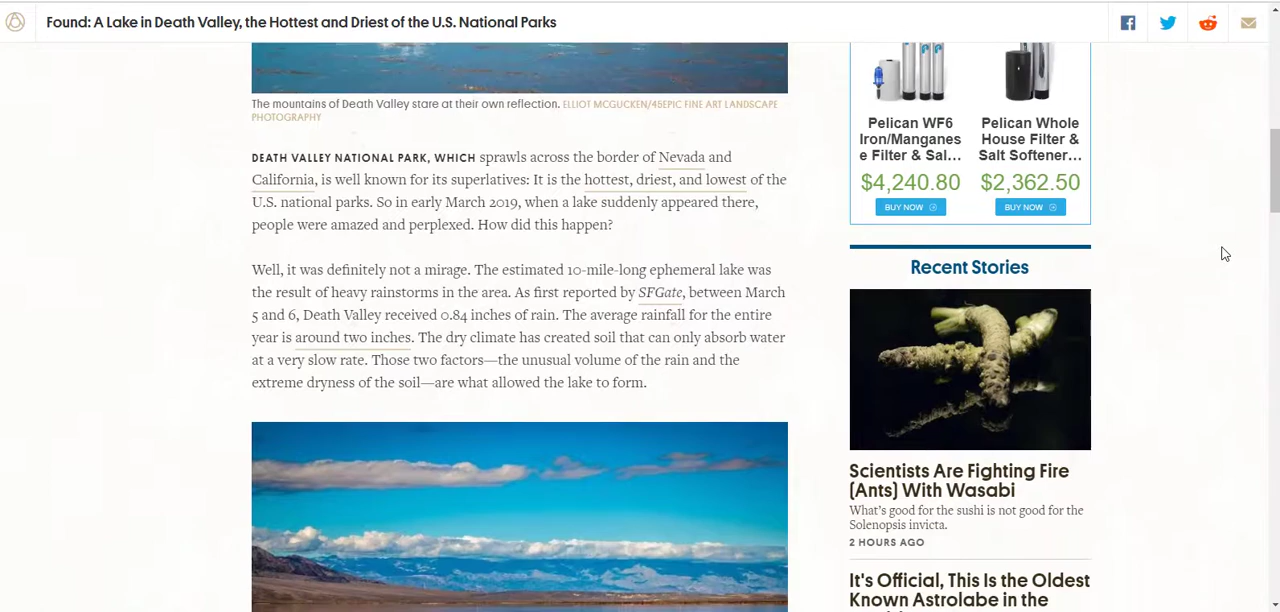 Found: A Lake in Death Valley, the Hottest and Driest of the U.S. National Parks
The mountains of Death Valley stare at their own reflection. ELLIOT MCGUCKEN/45EPIC FINE ART LANDSCAPE
PHOTOGRAPHY
DEATH VALLEY NATIONAL PARK, WHICH sprawls across the border of Nevada and
California, is well known for its superlatives: It is the hottest, driest, and lowest of the
U.S. national parks. So in early March 2019, when a lake suddenly appeared there,
people were amazed and perplexed. How did this happen?
Well, it was definitely not a mirage. The estimated 10-mile-long ephemeral lake was
the result of heavy rainstorms in the area. As first reported by SFGate, between March
5 and 6, Death Valley received 0.84 inches of rain. The average rainfall for the entire
year is around two inches. The dry climate has created soil that can only absorb water
at a very slow rate. Those two factors—the unusual volume of the rain and the
extreme dryness of the soil—are what allowed the lake to form.
Pelican WF6
Iron/Manganes
e Filter & Sal...
$4,240.80
BUY NOW
Pelican Whole
House Filter &
Salt Softener...
$2,362.50
BUY NOW
Recent Stories
Scientists Are Fighting Fire
(Ants) With Wasabi
What's good for the sushi is not good for the
Solenopsis invicta.
2 HOURS AGO
It's Official, This Is the Oldest
Known Astrolabe in the